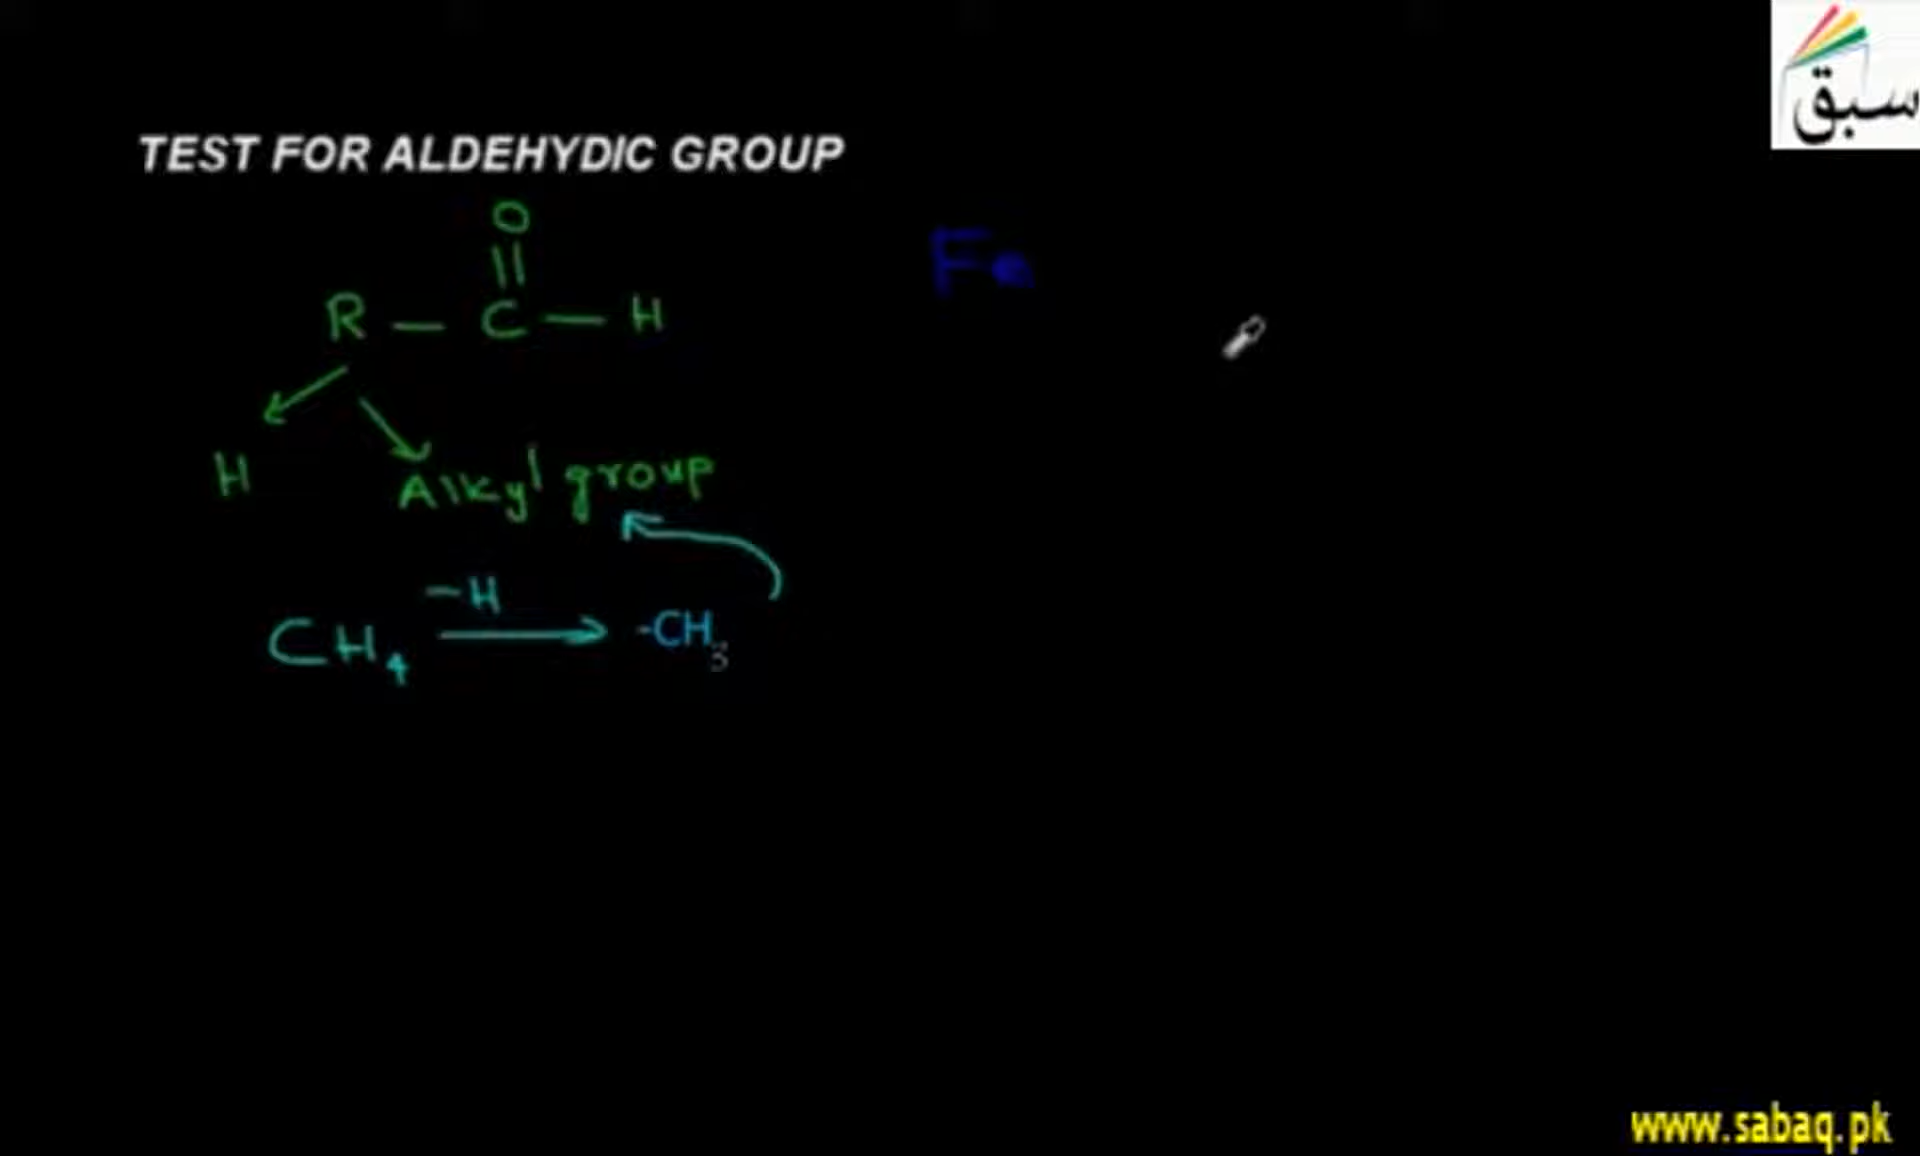 سبق
TEST FOR ALDEHYDIC GROUP
O
||
R — C — H
Fe
H
Alkyl group
-H
CH₄ → -CH₃
www.sabaq.pk